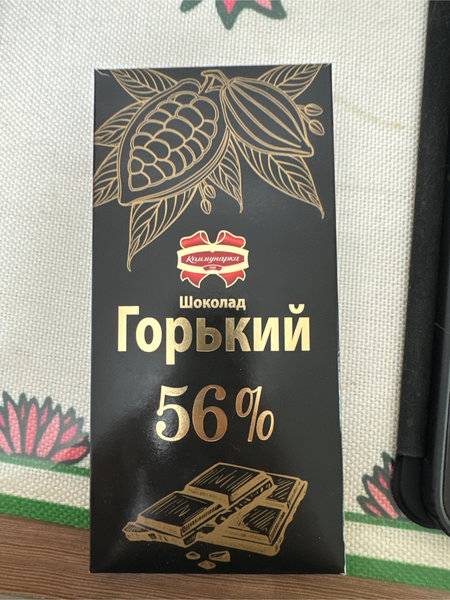 Коммунарка
Шоколад
Горький
56%